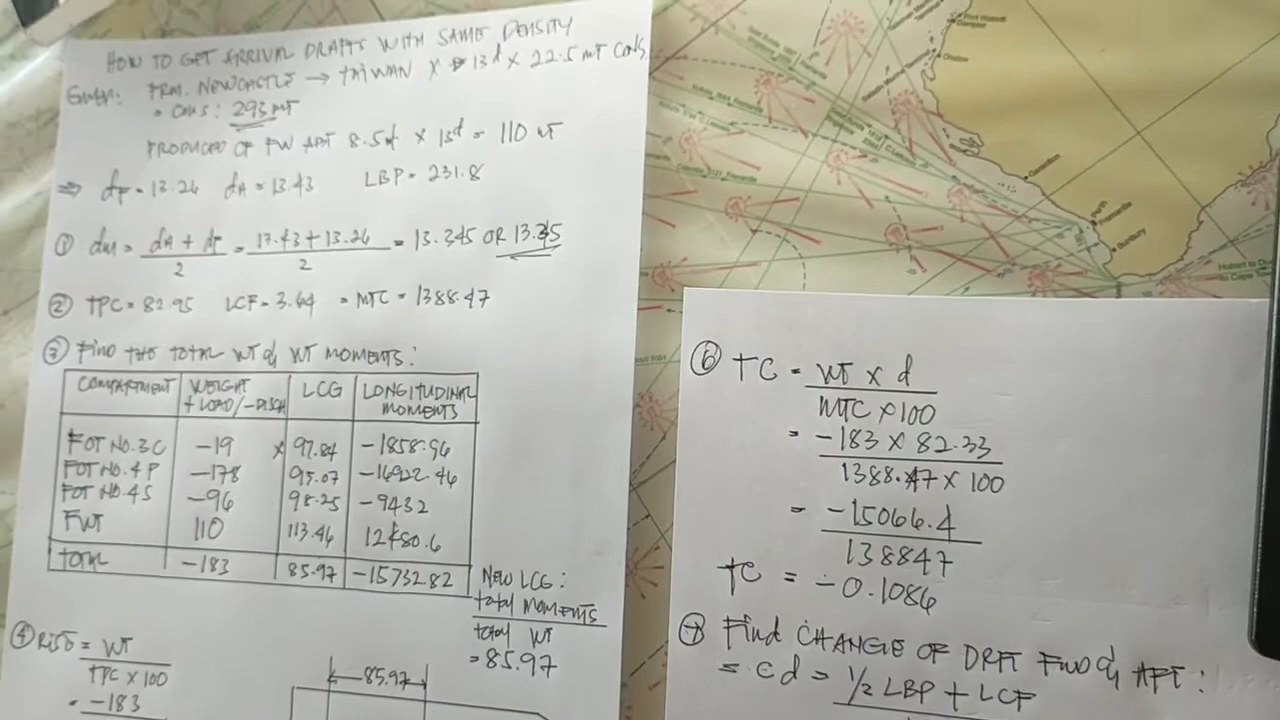 HOW TO GET ARRIVAL DRAFTS WITH SAME DENSITY
GIVEN: FRM. NEWCASTLE → TAIWAN X 13d X 22.5 MT CONS.
= CONS: 293 MT
PRODUCED OF FW APT 8.5mt X 13d = 110 MT
⇒ dF = 13.26 dA = 13.43 LBP = 231.8
① dM = dA + dF / 2 = 13.43 + 13.26 / 2 = 13.345 OR 13.35
② TPC = 82.95 LCF = 3.64 = MTC = 1388.47
③ FIND THE TOTAL WT & WT MOMENTS:
COMPARTMENT WEIGHT + LOAD/-DISCH LCG LONGITUDINAL MOMENTS
FOT NO.3C -19 X 97.84 -1858.96
FOT NO.4P -178 95.07 -16922.46
FOT NO.4S -96 98.25 -9432
FWT 110 113.46 12480.6
TOTAL -183 85.97 -15732.82
NEW LCG:
TOTAL MOMENTS
TOTAL WT
= 85.97
④ RISE = WT
TPC X 100
= -183
85.97
⑥ TC = WT X d
MTC X 100
= -183 X 82.33
1388.47 X 100
= -15066.4
138847
TC = -0.1086
⑦ FIND CHANGE OF DRFT FWD & AFT:
= Cd = 1/2 LBP + LCF
Onslow
Geraldton
Perth
Fremantle
Bunbury